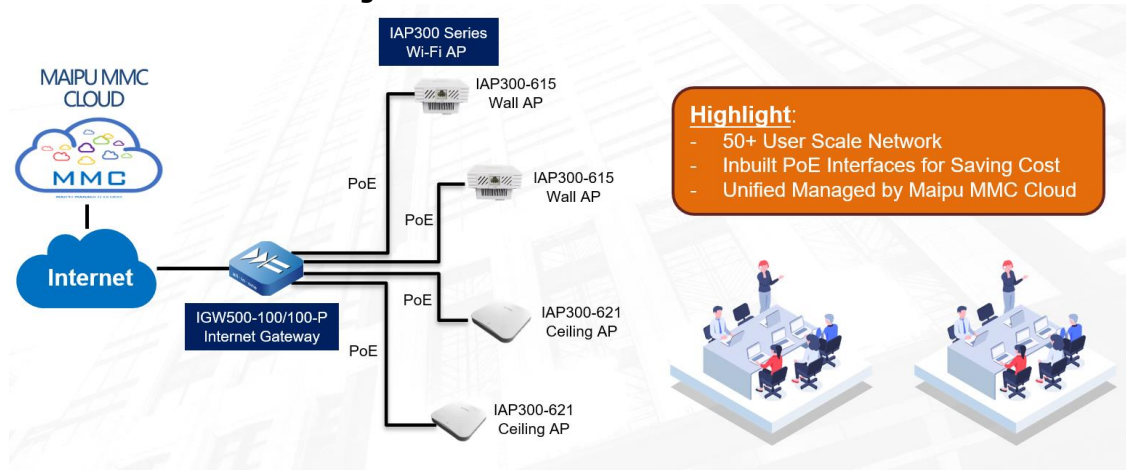 IAP300 Series
Wi-Fi AP
MAIPU MMC
CLOUD
MMC
Internet
IGW500-100/100-P
Internet Gateway
PoE
PoE
PoE
PoE
IAP300-615
Wall AP
IAP300-615
Wall AP
IAP300-621
Ceiling AP
IAP300-621
Ceiling AP
Highlight:
- 50+ User Scale Network
- Inbuilt PoE Interfaces for Saving Cost
- Unified Managed by Maipu MMC Cloud